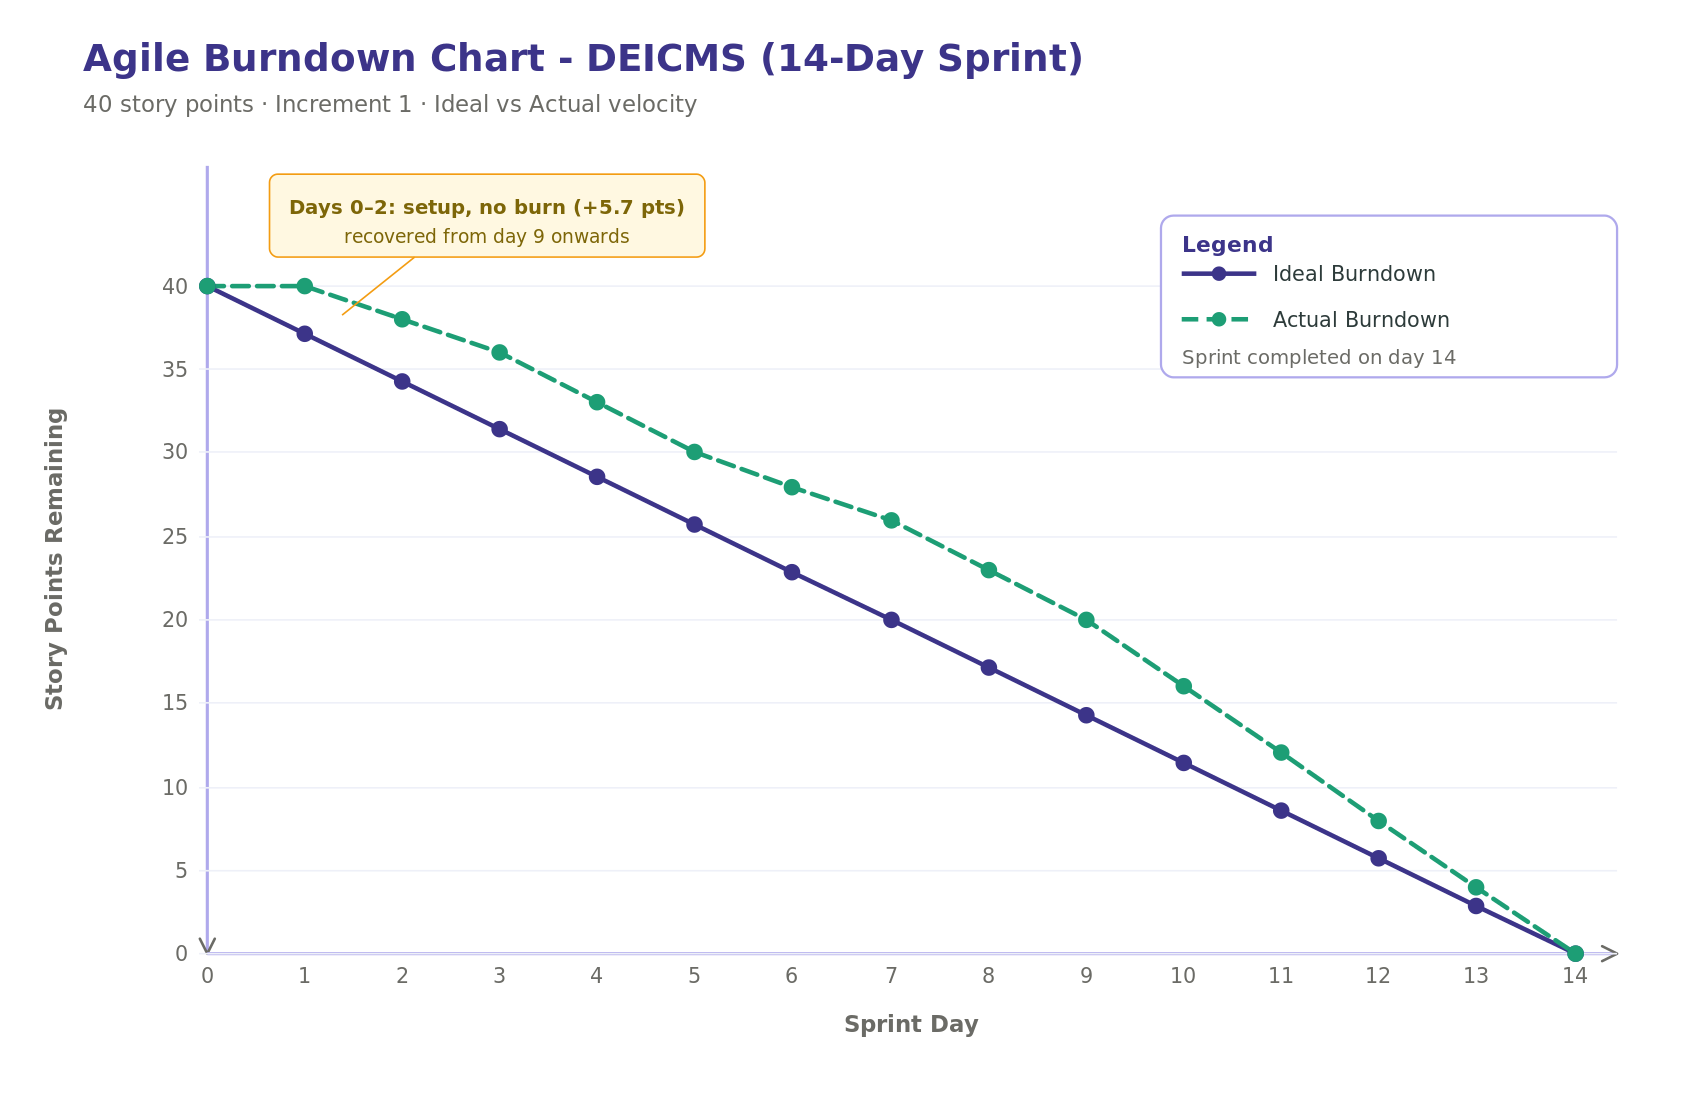 Agile Burndown Chart - DEICMS (14-Day Sprint)
40 story points · Increment 1 · Ideal vs Actual velocity
Days 0–2: setup, no burn (+5.7 pts)
recovered from day 9 onwards
Legend
Ideal Burndown
Actual Burndown
Sprint completed on day 14
Story Points Remaining
40
35
30
25
20
15
10
5
0
0 1 2 3 4 5 6 7 8 9 10 11 12 13 14
Sprint Day